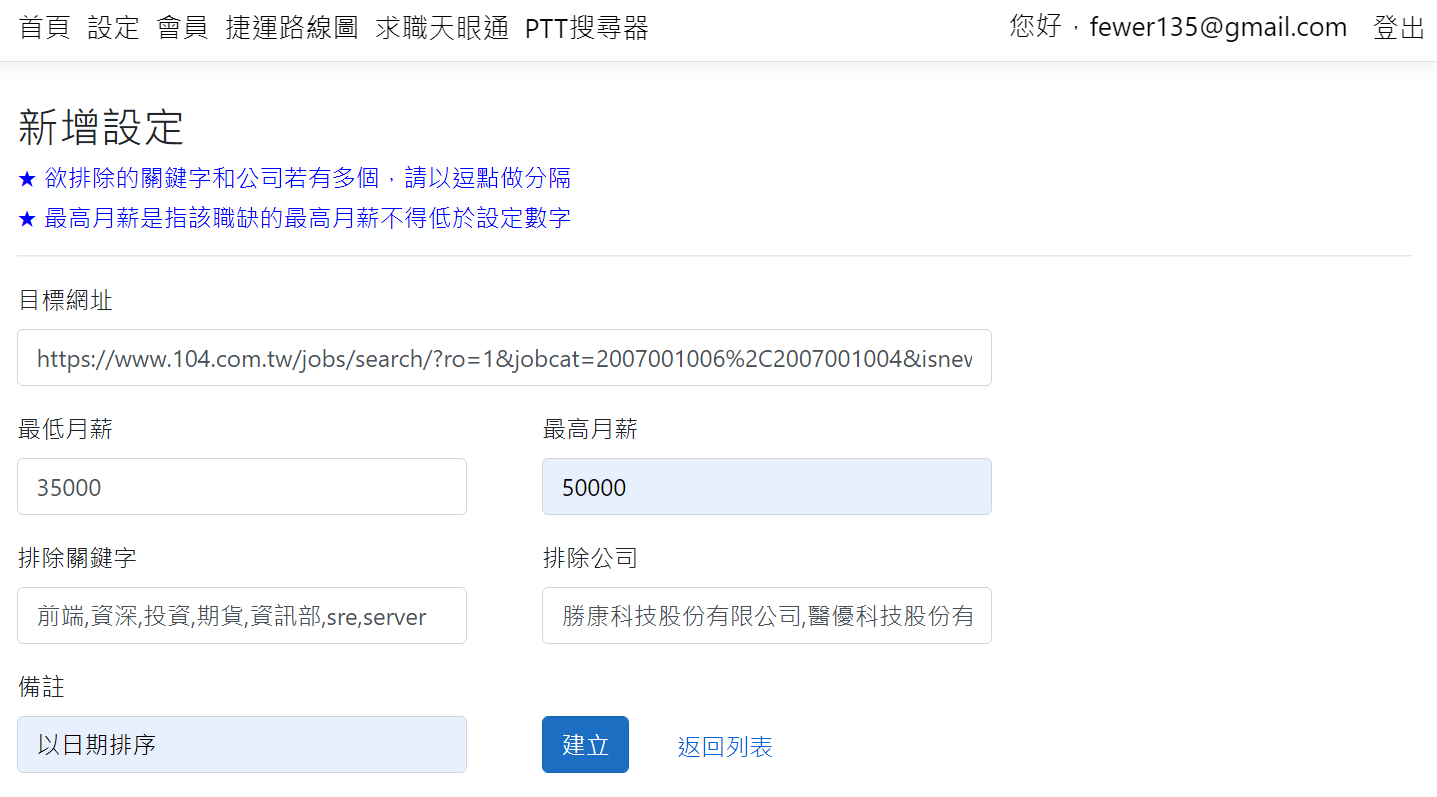 首頁 設定 會員 捷運路線圖 求職天眼通 PTT搜尋器 您好，fewer135@gmail.com 登出
新增設定
★ 欲排除的關鍵字和公司若有多個，請以逗點做分隔
★ 最高月薪是指該職缺的最高月薪不得低於設定數字
目標網址
https://www.104.com.tw/jobs/search/?ro=1&jobcat=2007001006%2C2007001004&isnew
最低月薪 最高月薪
35000 50000
排除關鍵字 排除公司
前端,資深,投資,期貨,資訊部,sre,server 勝康科技股份有限公司,醫優科技股份有
備註
以日期排序 建立 返回列表